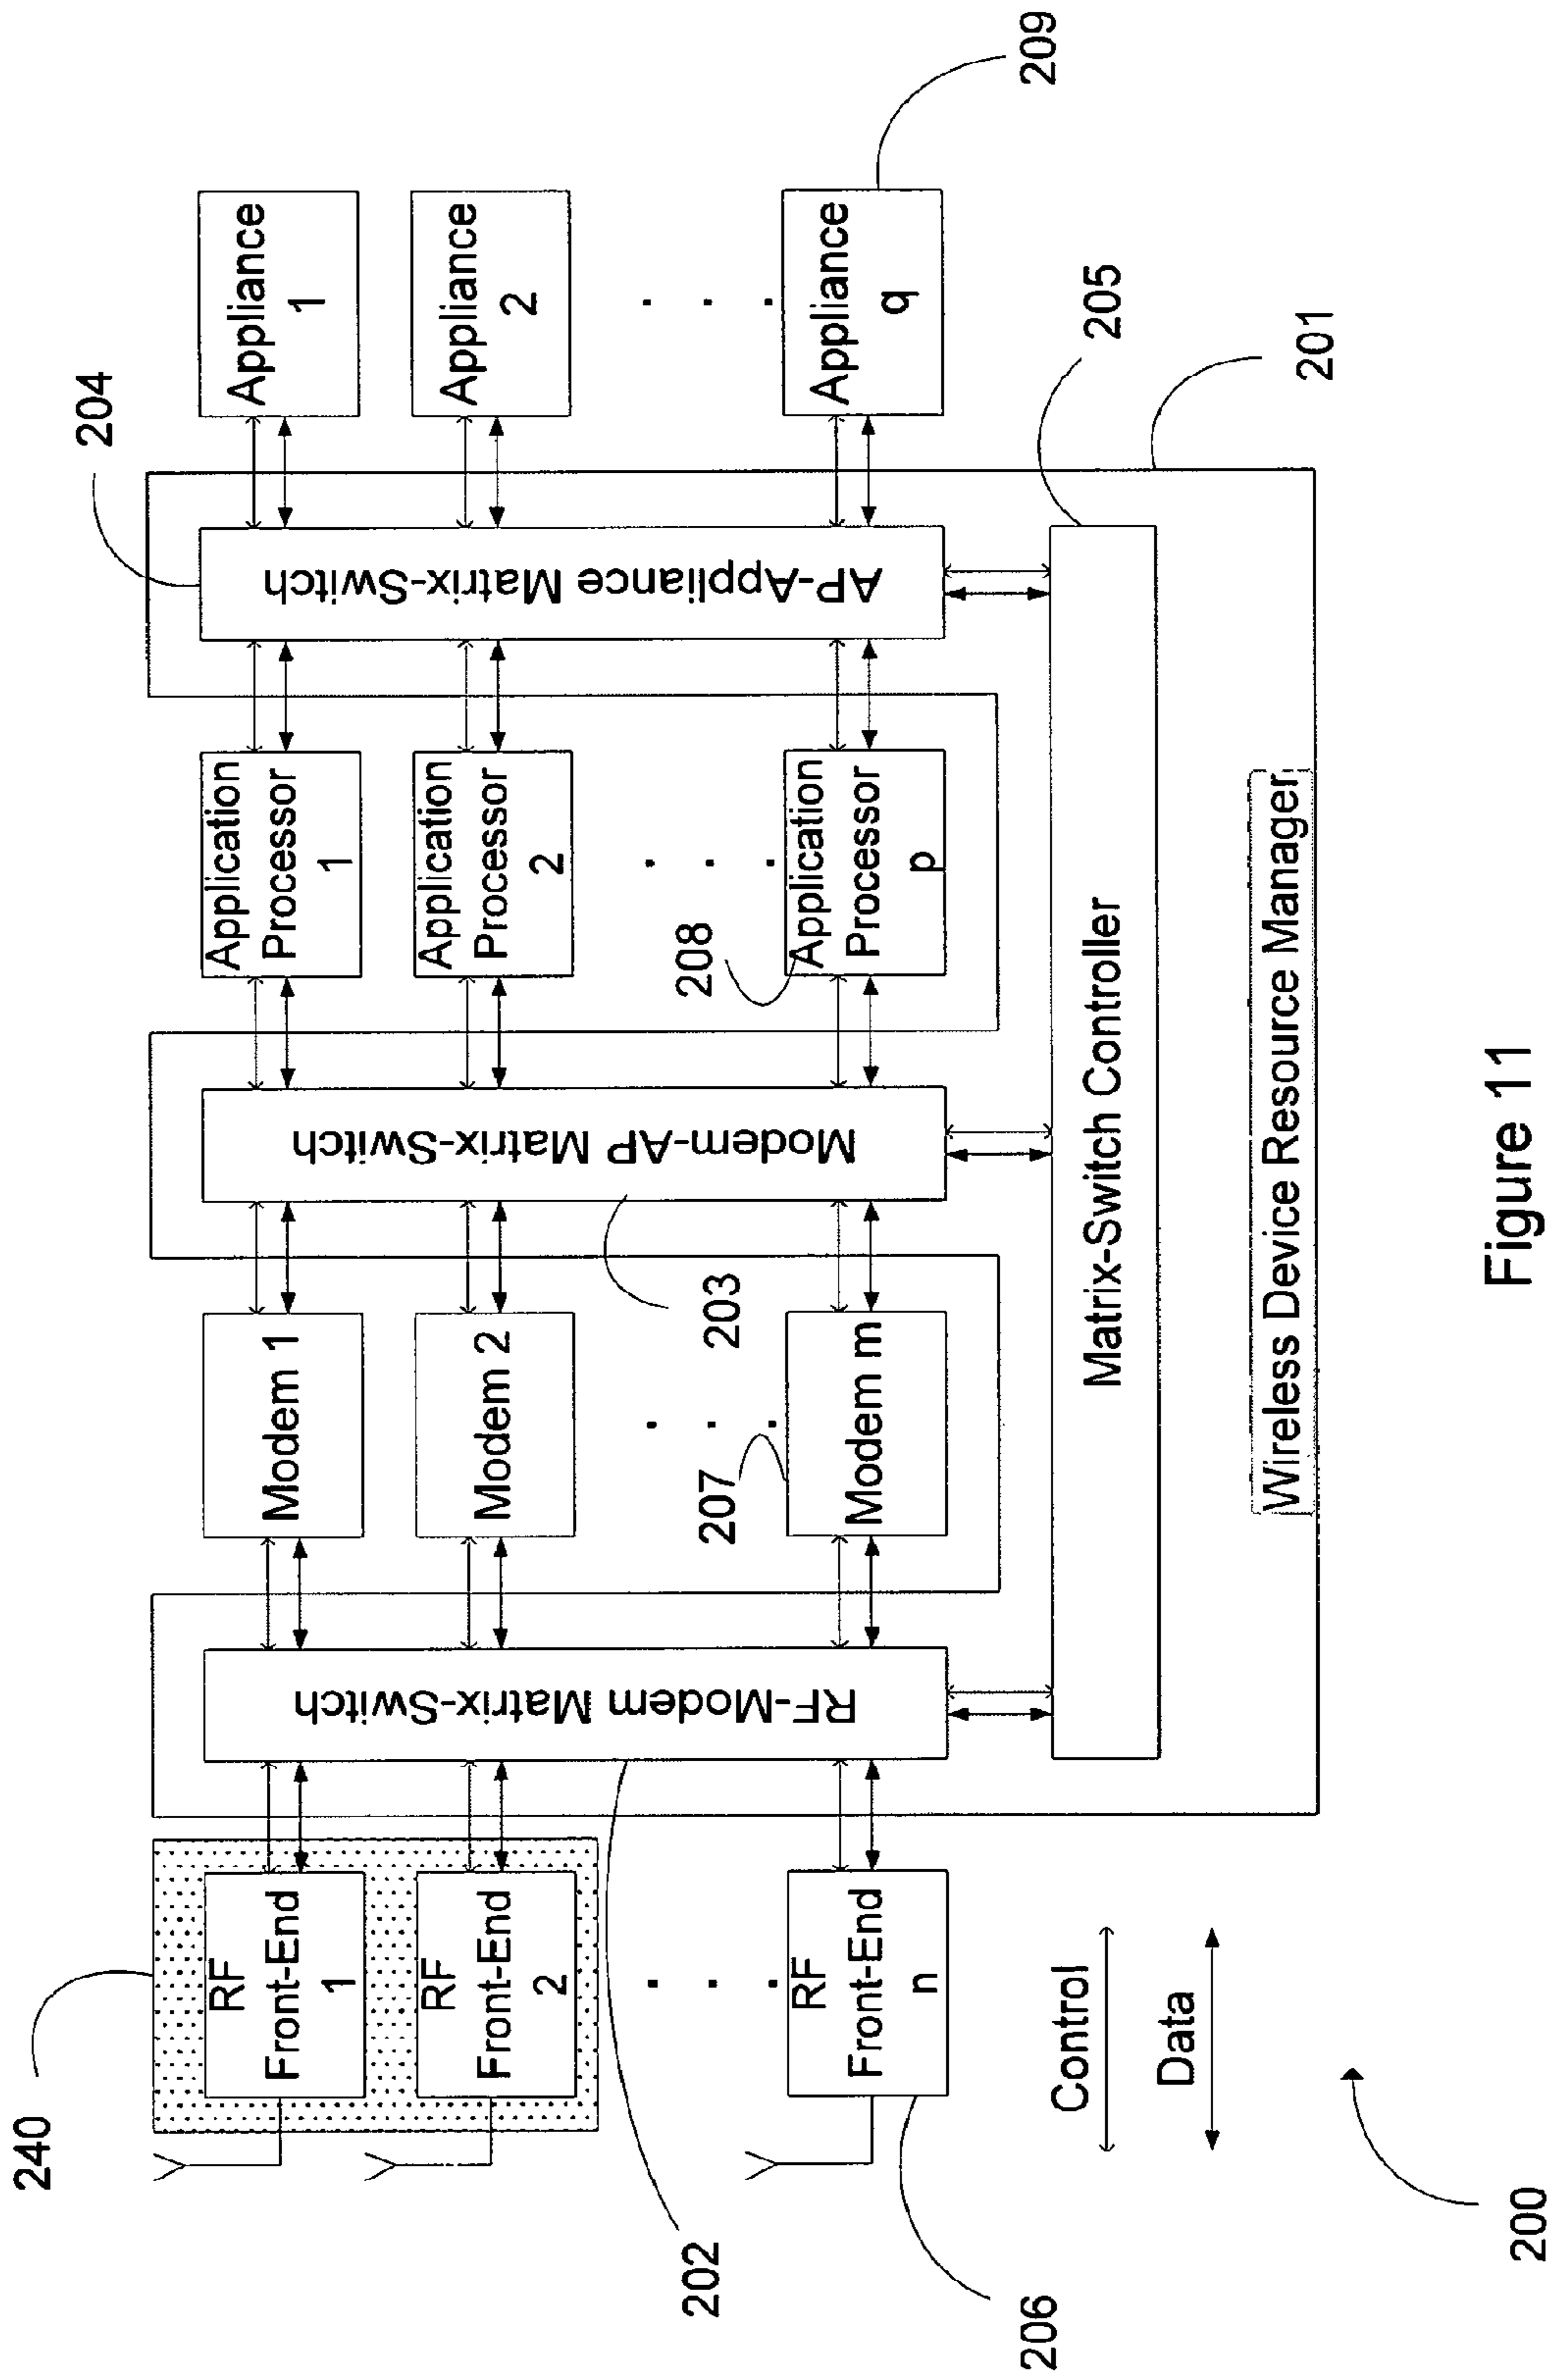 240
RF
Front-End
1
RF
Front-End
2
. . .
RF
Front-End
n
206
202
RF-Modem Matrix-Switch
Modem 1
Modem 2
. . .
207
Modem m
203
Modem-AP Matrix-Switch
Application
Processor
1
Application
Processor
2
. . .
208
Application
Processor
p
204
AP-Appliance Matrix-Switch
Appliance
1
Appliance
2
. . .
Appliance
q
209
205
Matrix-Switch Controller
201
Wireless Device Resource Manager
Control
Data
200
Figure 11